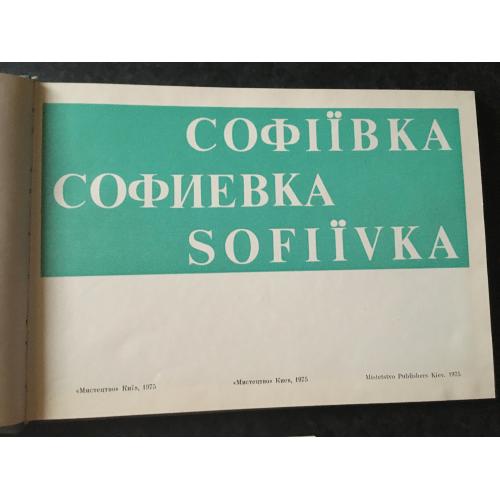 СОФІЇВКА
СОФИЕВКА
SOFIÏVKA
«Мистецтво» Київ, 1975
«Мистецтво» Киев, 1975
Mistetstvo Publishers Kiev. 1975